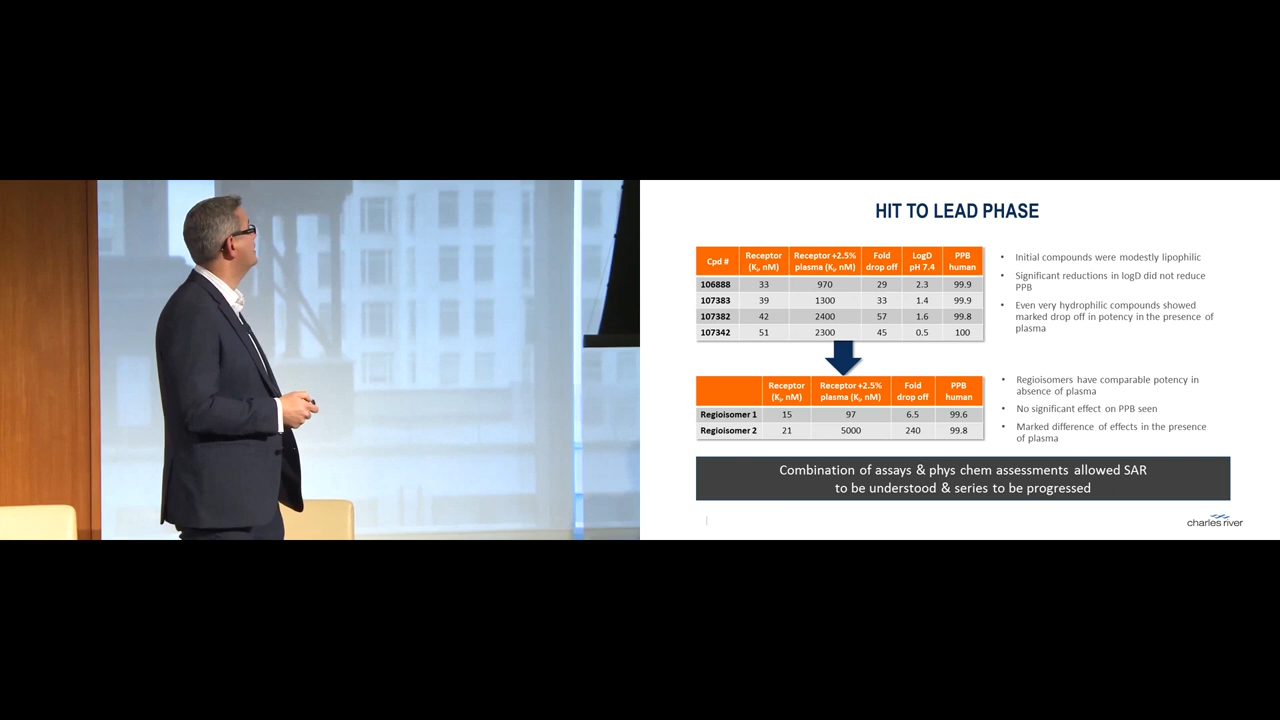 HIT TO LEAD PHASE
Cpd # Receptor (Ki, nM) Receptor +2.5% plasma (Ki, nM) Fold drop off LogD pH 7.4 PPB human
106888 33 970 29 2.3 99.9
107383 39 1300 33 1.4 99.9
107382 42 2400 57 1.6 99.8
107342 51 2300 45 0.5 100
• Initial compounds were modestly lipophilic
• Significant reductions in logD did not reduce
PPB
• Even very hydrophilic compounds showed
marked drop off in potency in the presence of
plasma
Receptor (Ki, nM) Receptor +2.5% plasma (Ki, nM) Fold drop off PPB human
Regioisomer 1 15 97 6.5 99.6
Regioisomer 2 21 5000 240 99.8
• Regioisomers have comparable potency in
absence of plasma
• No significant effect on PPB seen
• Marked difference of effects in the presence
of plasma
Combination of assays & phys chem assessments allowed SAR
to be understood & series to be progressed
charles river